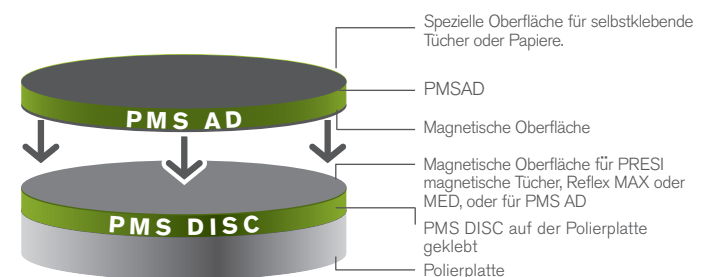 Spezielle Oberfläche für selbstklebende
Tücher oder Papiere.
PMSAD
PMS AD
Magnetische Oberfläche
Magnetische Oberfläche für PRESI
magnetische Tücher, Reflex MAX oder
MED, oder für PMS AD
PMS DISC
PMS DISC auf der Polierplatte
geklebt
Polierplatte